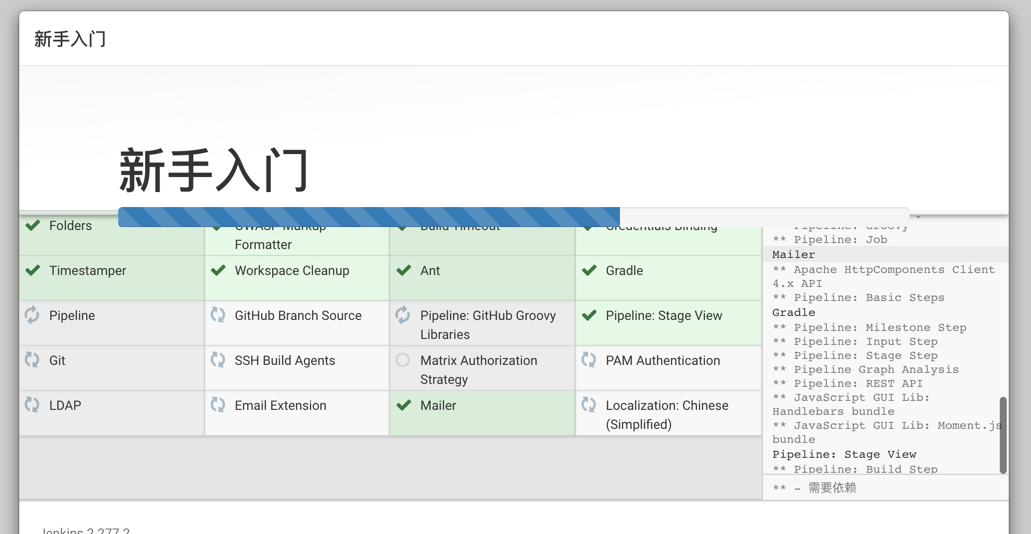 新手入门
新手入门
Folders
OWASP Markup
Formatter
Build Timeout
Credentials Binding
Timestamper
Workspace Cleanup
Ant
Gradle
Pipeline
GitHub Branch Source
Pipeline: GitHub Groovy
Libraries
Pipeline: Stage View
Git
SSH Build Agents
Matrix Authorization
Strategy
PAM Authentication
LDAP
Email Extension
Mailer
Localization: Chinese
(Simplified)
** Pipeline: Groovy
** Pipeline: Job
Mailer
** Apache HttpComponents Client
4.x API
** Pipeline: Basic Steps
Gradle
** Pipeline: Milestone Step
** Pipeline: Input Step
** Pipeline: Stage Step
** Pipeline Graph Analysis
** Pipeline: REST API
** JavaScript GUI Lib:
Handlebars bundle
** JavaScript GUI Lib: Moment.js
bundle
Pipeline: Stage View
** Pipeline: Build Step
** - 需要依赖
Jenkins 2.277.2